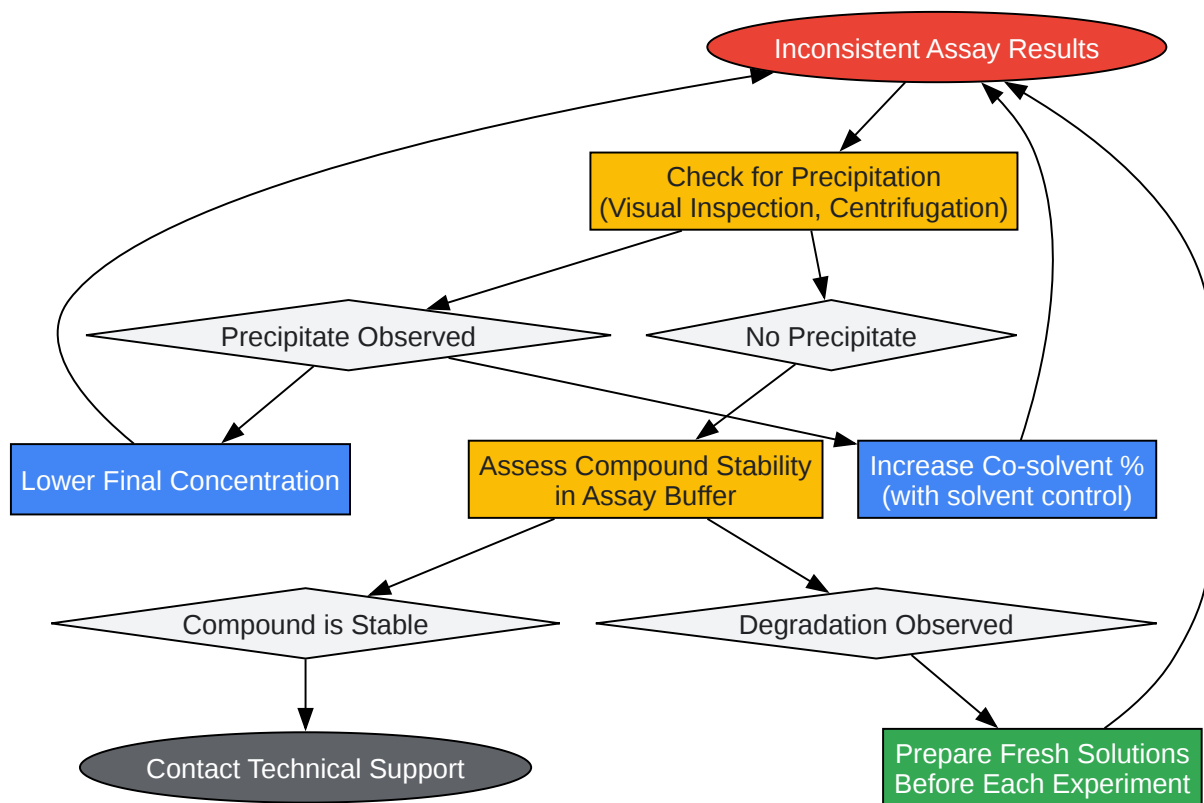 Inconsistent Assay Results
Check for Precipitation
(Visual Inspection, Centrifugation)
Precipitate Observed
No Precipitate
Lower Final Concentration
Assess Compound Stability
in Assay Buffer
Increase Co-solvent %
(with solvent control)
Compound is Stable
Degradation Observed
Contact Technical Support
Prepare Fresh Solutions
Before Each Experiment